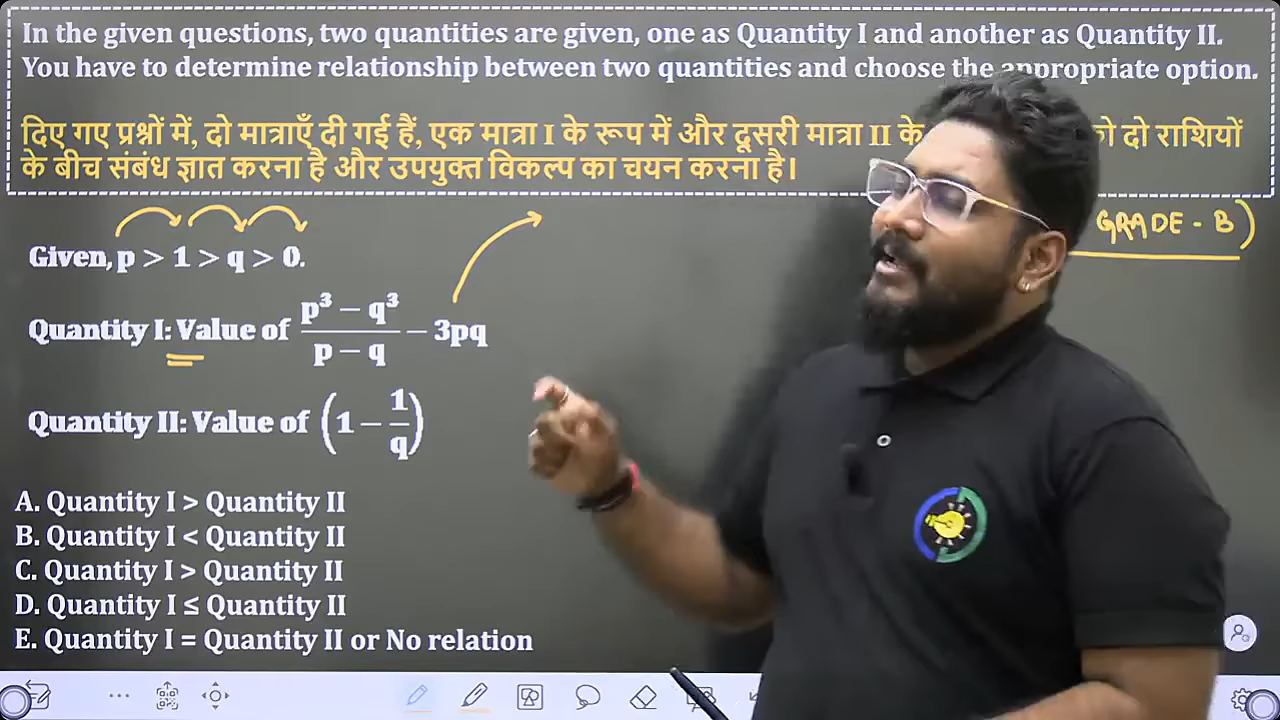 In the given questions, two quantities are given, one as Quantity I and another as Quantity II.
You have to determine relationship between two quantities and choose the appropriate option.
दिए गए प्रश्नों में, दो मात्राएँ दी गई हैं, एक मात्रा I के रूप में और दूसरी मात्रा II के को दो राशियों
के बीच संबंध ज्ञात करना है और उपयुक्त विकल्प का चयन करना है।
GRADE - B)
Given, p > 1 > q > 0.
Quantity I: Value of \frac{p³ − q³}{p − q} − 3pq
Quantity II: Value of (1 − \frac{1}{q})
A. Quantity I > Quantity II
B. Quantity I < Quantity II
C. Quantity I > Quantity II
D. Quantity I ≤ Quantity II
E. Quantity I = Quantity II or No relation